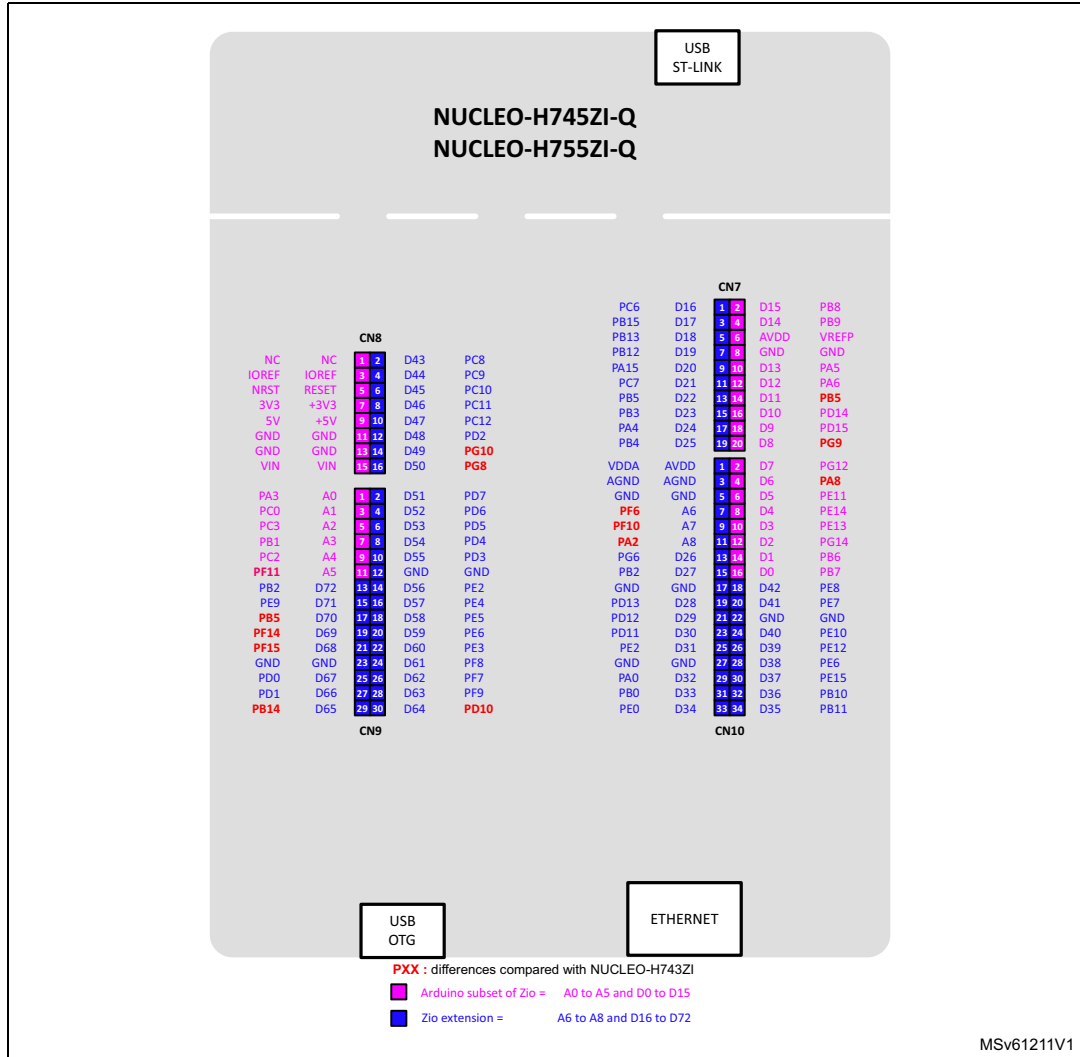 USB
ST-LINK
NUCLEO-H745ZI-Q
NUCLEO-H755ZI-Q
CN7
PC6 D16 1 2 D15 PB8
PB15 D17 3 4 D14 PB9
PB13 D18 5 6 AVDD VREFP
PB12 D19 7 8 GND GND
PA15 D20 9 10 D13 PA5
PC7 D21 11 12 D12 PA6
PB5 D22 13 14 D11 PB5
PB3 D23 15 16 D10 PD14
PA4 D24 17 18 D9 PD15
PB4 D25 19 20 D8 PG9
CN8
NC NC 1 2 D43 PC8
IOREF IOREF 3 4 D44 PC9
NRST RESET 5 6 D45 PC10
3V3 +3V3 7 8 D46 PC11
5V +5V 9 10 D47 PC12
GND GND 11 12 D48 PD2
GND GND 13 14 D49 PG10
VIN VIN 15 16 D50 PG8
PA3 A0 1 2 D51 PD7
PC0 A1 3 4 D52 PD6
PC3 A2 5 6 D53 PD5
PB1 A3 7 8 D54 PD4
PC2 A4 9 10 D55 PD3
PF11 A5 11 12 GND GND
PB2 D72 13 14 D56 PE2
PE9 D71 15 16 D57 PE4
PB5 D70 17 18 D58 PE5
PF14 D69 19 20 D59 PE6
PF15 D68 21 22 D60 PE3
GND GND 23 24 D61 PF8
PD0 D67 25 26 D62 PF7
PD1 D66 27 28 D63 PF9
PB14 D65 29 30 D64 PD10
CN9
VDDA AVDD 1 2 D7 PG12
AGND AGND 3 4 D6 PA8
GND GND 5 6 D5 PE11
PF6 A6 7 8 D4 PE14
PF10 A7 9 10 D3 PE13
PA2 A8 11 12 D2 PG14
PG6 D26 13 14 D1 PB6
PB2 D27 15 16 D0 PB7
GND GND 17 18 D42 PE8
PD13 D28 19 20 D41 PE7
PD12 D29 21 22 GND GND
PD11 D30 23 24 D40 PE10
PE2 D31 25 26 D39 PE12
GND GND 27 28 D38 PE6
PA0 D32 29 30 D37 PE15
PB0 D33 31 32 D36 PB10
PE0 D34 33 34 D35 PB11
CN10
USB
OTG
ETHERNET
PXX : differences compared with NUCLEO-H743ZI
Arduino subset of Zio = A0 to A5 and D0 to D15
Zio extension = A6 to A8 and D16 to D72
MSv61211V1